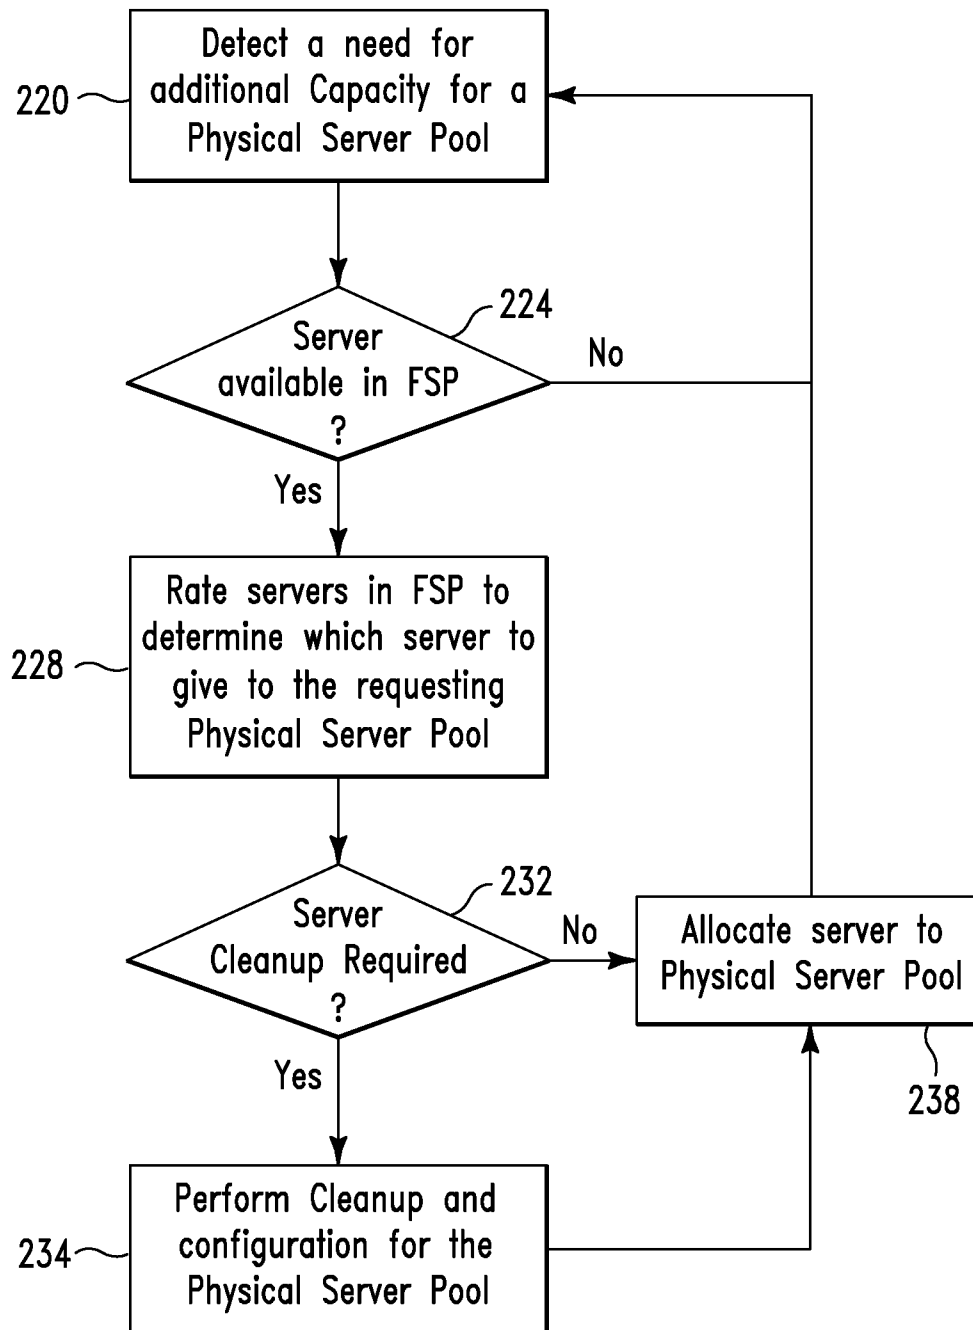 Detect a need for
additional Capacity for a
Physical Server Pool
220
224
Server
available in FSP
?
No
Yes
Rate servers in FSP to
determine which server to
give to the requesting
Physical Server Pool
228
232
Server
Cleanup Required
?
No
Allocate server to
Physical Server Pool
238
Yes
Perform Cleanup and
configuration for the
Physical Server Pool
234